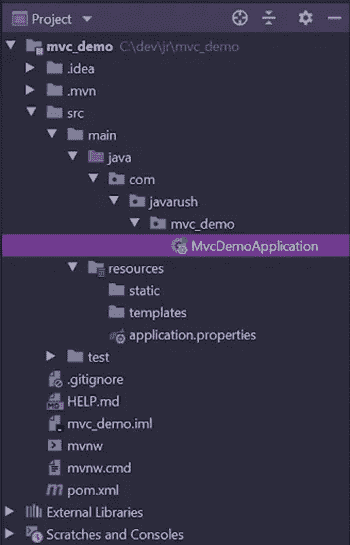 Project
mvc_demo C:\dev\jr\mvc_demo
.idea
.mvn
src
main
java
com
javarush
mvc_demo
MvcDemoApplication
resources
static
templates
application.properties
test
.gitignore
HELP.md
mvc_demo.iml
mvnw
mvnw.cmd
pom.xml
External Libraries
Scratches and Consoles